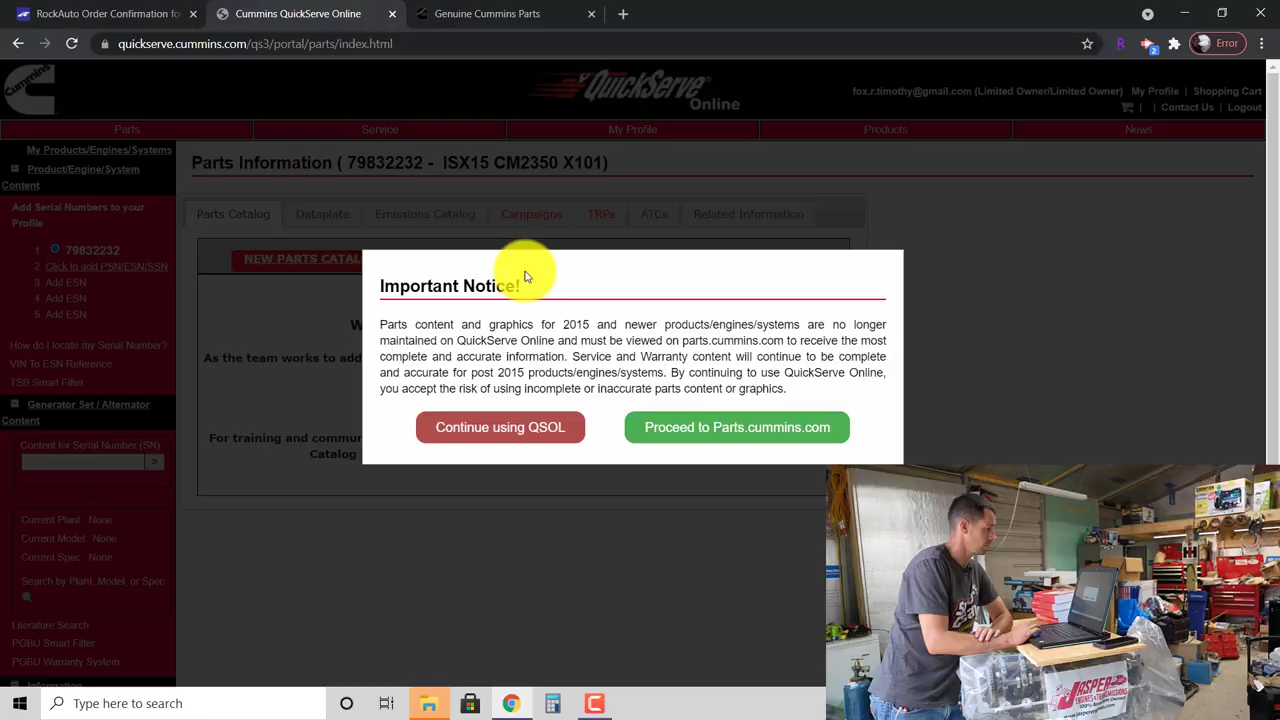 RockAuto Order Confirmation for
Cummins QuickServe Online
Genuine Cummins Parts
quickserve.cummins.com/qs3/portal/parts/index.html
R
2
Error
Cummins
QuickServe
Online
fox.r.timothy@gmail.com (Limited Owner/Limited Owner) My Profile | Shopping Cart
| | Contact Us | Logout
Parts Service My Profile Products News
My Products/Engines/Systems
Product/Engine/System
Content
Add Serial Numbers to your
Profile
1 79832232
2. Click to add PSN/ESN/SSN
3. Add ESN
4. Add ESN
5. Add ESN
How do i locate my Serial Number?
VIN To ESN Reference
TSB Smart Filter
Generator Set / Alternator
Content
Content for Serial Number (SN)
>
Current Plant: None
Current Model: None
Current Spec: None
Search by Plant, Model, or Spec
Literature Search
PGBU Smart Filter
PGBU Warranty System
Information
Parts Information ( 79832232 - ISX15 CM2350 X101)
Parts Catalog Dataplate Emissions Catalog Campaigns TRPs ATCs Related Information
NEW PARTS CATAL
W
As the team works to add
For training and commu
Catalog
Important Notice!
Parts content and graphics for 2015 and newer products/engines/systems are no longer
maintained on QuickServe Online and must be viewed on parts.cummins.com to receive the most
complete and accurate information. Service and Warranty content will continue to be complete
and accurate for post 2015 products/engines/systems. By continuing to use QuickServe Online,
you accept the risk of using incomplete or inaccurate parts content or graphics.
Continue using QSOL
Proceed to Parts.cummins.com
JASPER
ENGINES & TRANSMISSIONS
Type here to search